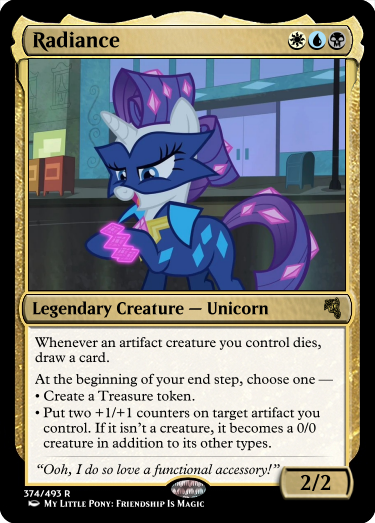 Radiance
Legendary Creature — Unicorn
Whenever an artifact creature you control dies,
draw a card.
At the beginning of your end step, choose one —
• Create a Treasure token.
• Put two +1/+1 counters on target artifact you
control. If it isn't a creature, it becomes a 0/0
creature in addition to its other types.
“Ooh, I do so love a functional accessory!”
2/2
374/493 R
My Little Pony: Friendship Is Magic